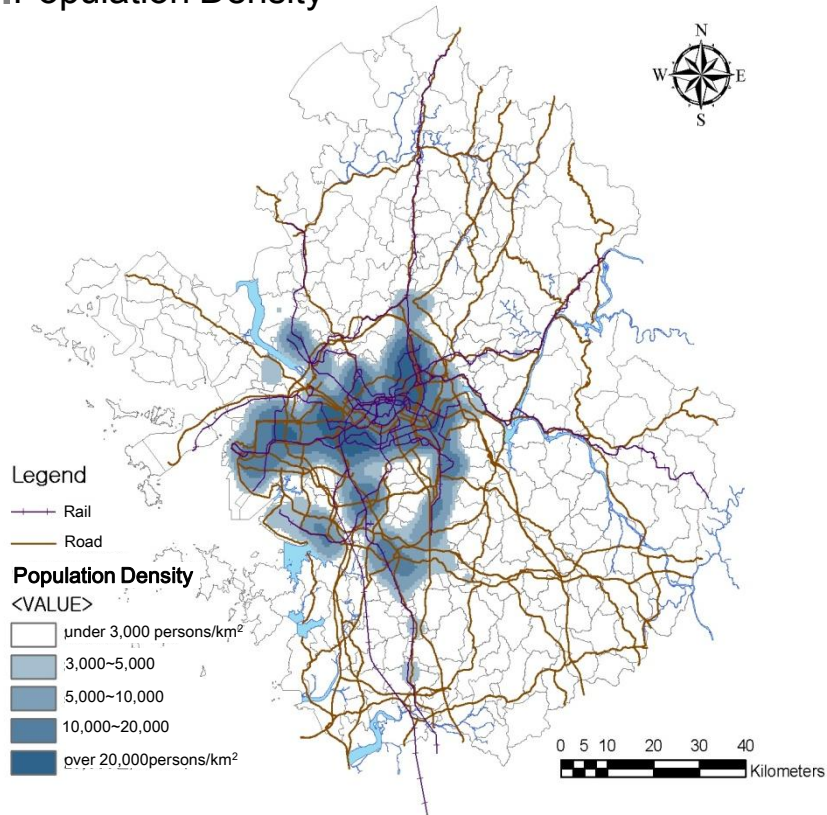 Population Density
N
W E
S
Legend
Rail
Road
Population Density
<VALUE>
under 3,000 persons/km²
3,000~5,000
5,000~10,000
10,000~20,000
over 20,000persons/km²
0 5 10 20 30 40
Kilometers